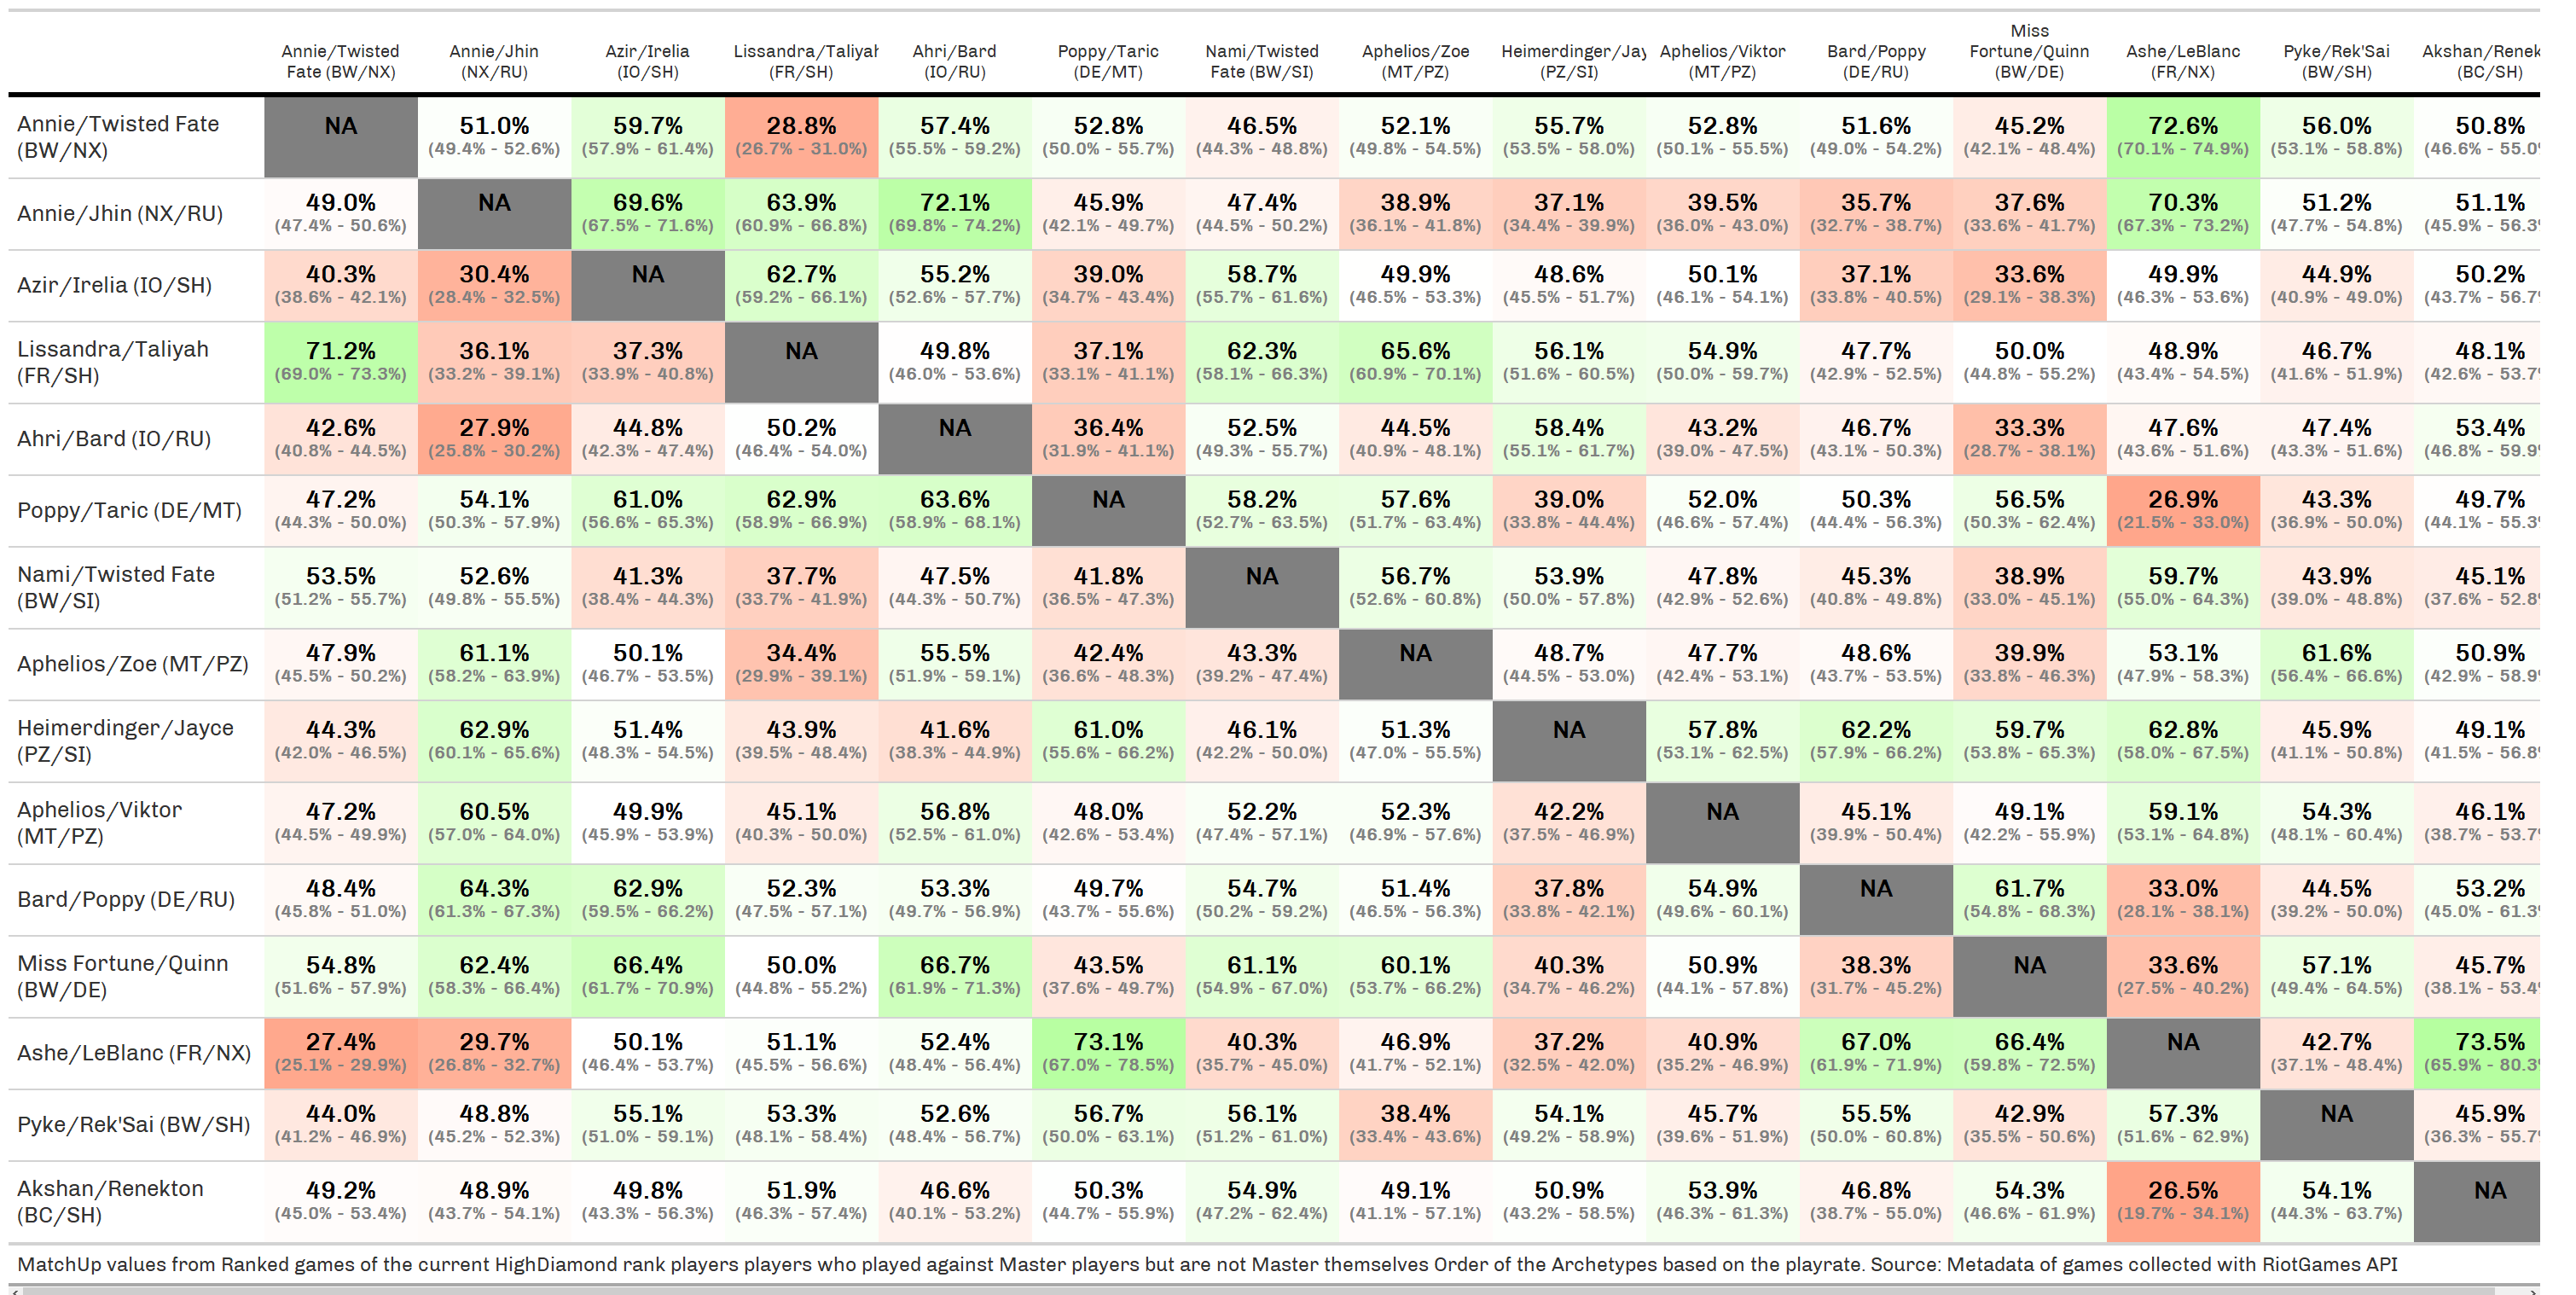 Annie/Twisted Fate (BW/NX) Annie/Jhin (NX/RU) Azir/Irelia (IO/SH) Lissandra/Taliyah (FR/SH) Ahri/Bard (IO/RU) Poppy/Taric (DE/MT) Nami/Twisted Fate (BW/SI) Aphelios/Zoe (MT/PZ) Heimerdinger/Jay (PZ/SI) Aphelios/Viktor (MT/PZ) Bard/Poppy (DE/RU) Miss Fortune/Quinn (BW/DE) Ashe/LeBlanc (FR/NX) Pyke/Rek'Sai (BW/SH) Akshan/Renek (BC/SH)
Annie/Twisted Fate (BW/NX)
NA 51.0% 59.7% 28.8% 57.4% 52.8% 46.5% 52.1% 55.7% 52.8% 51.6% 45.2% 72.6% 56.0% 50.8%
(49.4% - 52.6%) (57.9% - 61.4%) (26.7% - 31.0%) (55.5% - 59.2%) (50.0% - 55.7%) (44.3% - 48.8%) (49.8% - 54.5%) (53.5% - 58.0%) (50.1% - 55.5%) (49.0% - 54.2%) (42.1% - 48.4%) (70.1% - 74.9%) (53.1% - 58.8%) (46.6% - 55.0%
Annie/Jhin (NX/RU)
49.0% NA 69.6% 63.9% 72.1% 45.9% 47.4% 38.9% 37.1% 39.5% 35.7% 37.6% 70.3% 51.2% 51.1%
(47.4% - 50.6%) (67.5% - 71.6%) (60.9% - 66.8%) (69.8% - 74.2%) (42.1% - 49.7%) (44.5% - 50.2%) (36.1% - 41.8%) (34.4% - 39.9%) (36.0% - 43.0%) (32.7% - 38.7%) (33.6% - 41.7%) (67.3% - 73.2%) (47.7% - 54.8%) (45.9% - 56.3%
Azir/Irelia (IO/SH)
40.3% 30.4% NA 62.7% 55.2% 39.0% 58.7% 49.9% 48.6% 50.1% 37.1% 33.6% 49.9% 44.9% 50.2%
(38.6% - 42.1%) (28.4% - 32.5%) (59.2% - 66.1%) (52.6% - 57.7%) (34.7% - 43.4%) (55.7% - 61.6%) (46.5% - 53.3%) (45.5% - 51.7%) (46.1% - 54.1%) (33.8% - 40.5%) (29.1% - 38.3%) (46.3% - 53.6%) (40.9% - 49.0%) (43.7% - 56.7%
Lissandra/Taliyah (FR/SH)
71.2% 36.1% 37.3% NA 49.8% 37.1% 62.3% 65.6% 56.1% 54.9% 47.7% 50.0% 48.9% 46.7% 48.1%
(69.0% - 73.3%) (33.2% - 39.1%) (33.9% - 40.8%) (46.0% - 53.6%) (33.1% - 41.1%) (58.1% - 66.3%) (60.9% - 70.1%) (51.6% - 60.5%) (50.0% - 59.7%) (42.9% - 52.5%) (44.8% - 55.2%) (43.4% - 54.5%) (41.6% - 51.9%) (42.6% - 53.7%
Ahri/Bard (IO/RU)
42.6% 27.9% 44.8% 50.2% NA 36.4% 52.5% 44.5% 58.4% 43.2% 46.7% 33.3% 47.6% 47.4% 53.4%
(40.8% - 44.5%) (25.8% - 30.2%) (42.3% - 47.4%) (46.4% - 54.0%) (31.9% - 41.1%) (49.3% - 55.7%) (40.9% - 48.1%) (55.1% - 61.7%) (39.0% - 47.5%) (43.1% - 50.3%) (28.7% - 38.1%) (43.6% - 51.6%) (43.3% - 51.6%) (46.8% - 59.9%
Poppy/Taric (DE/MT)
47.2% 54.1% 61.0% 62.9% 63.6% NA 58.2% 57.6% 39.0% 52.0% 50.3% 56.5% 26.9% 43.3% 49.7%
(44.3% - 50.0%) (50.3% - 57.9%) (56.6% - 65.3%) (58.9% - 66.9%) (58.9% - 68.1%) (52.7% - 63.5%) (51.7% - 63.4%) (33.8% - 44.4%) (46.6% - 57.4%) (44.4% - 56.3%) (50.3% - 62.4%) (21.5% - 33.0%) (36.9% - 50.0%) (44.1% - 55.3%
Nami/Twisted Fate (BW/SI)
53.5% 52.6% 41.3% 37.7% 47.5% 41.8% NA 56.7% 53.9% 47.8% 45.3% 38.9% 59.7% 43.9% 45.1%
(51.2% - 55.7%) (49.8% - 55.5%) (38.4% - 44.3%) (33.7% - 41.9%) (44.3% - 50.7%) (36.5% - 47.3%) (52.6% - 60.8%) (50.0% - 57.8%) (42.9% - 52.6%) (40.8% - 49.8%) (33.0% - 45.1%) (55.0% - 64.3%) (39.0% - 48.8%) (37.6% - 52.8%
Aphelios/Zoe (MT/PZ)
47.9% 61.1% 50.1% 34.4% 55.5% 42.4% 43.3% NA 48.7% 47.7% 48.6% 39.9% 53.1% 61.6% 50.9%
(45.5% - 50.2%) (58.2% - 63.9%) (46.7% - 53.5%) (29.9% - 39.1%) (51.9% - 59.1%) (36.6% - 48.3%) (39.2% - 47.4%) (44.5% - 53.0%) (42.4% - 53.1%) (43.7% - 53.5%) (33.8% - 46.3%) (47.9% - 58.3%) (56.4% - 66.6%) (42.9% - 58.9%
Heimerdinger/Jayce (PZ/SI)
44.3% 62.9% 51.4% 43.9% 41.6% 61.0% 46.1% 51.3% NA 57.8% 62.2% 59.7% 62.8% 45.9% 49.1%
(42.0% - 46.5%) (60.1% - 65.6%) (48.3% - 54.5%) (39.5% - 48.4%) (38.3% - 44.9%) (55.6% - 66.2%) (42.2% - 50.0%) (47.0% - 55.5%) (53.1% - 62.5%) (57.9% - 66.2%) (53.8% - 65.3%) (58.0% - 67.5%) (41.1% - 50.8%) (41.5% - 56.8%
Aphelios/Viktor (MT/PZ)
47.2% 60.5% 49.9% 45.1% 56.8% 48.0% 52.2% 52.3% 42.2% NA 45.1% 49.1% 59.1% 54.3% 46.1%
(44.5% - 49.9%) (57.0% - 64.0%) (45.9% - 53.9%) (40.3% - 50.0%) (52.5% - 61.0%) (42.6% - 53.4%) (47.4% - 57.1%) (46.9% - 57.6%) (37.5% - 46.9%) (39.9% - 50.4%) (42.2% - 55.9%) (53.1% - 64.8%) (48.1% - 60.4%) (38.7% - 53.7%
Bard/Poppy (DE/RU)
48.4% 64.3% 62.9% 52.3% 53.3% 49.7% 54.7% 51.4% 37.8% 54.9% NA 61.7% 33.0% 44.5% 53.2%
(45.8% - 51.0%) (61.3% - 67.3%) (59.5% - 66.2%) (47.5% - 57.1%) (49.7% - 56.9%) (43.7% - 55.6%) (50.2% - 59.2%) (46.5% - 56.3%) (33.8% - 42.1%) (49.6% - 60.1%) (54.8% - 68.3%) (28.1% - 38.1%) (39.2% - 50.0%) (45.0% - 61.3%
Miss Fortune/Quinn (BW/DE)
54.8% 62.4% 66.4% 50.0% 66.7% 43.5% 61.1% 60.1% 40.3% 50.9% 38.3% NA 33.6% 57.1% 45.7%
(51.6% - 57.9%) (58.3% - 66.4%) (61.7% - 70.9%) (44.8% - 55.2%) (61.9% - 71.3%) (37.6% - 49.7%) (54.9% - 67.0%) (53.7% - 66.2%) (34.7% - 46.2%) (44.1% - 57.8%) (31.7% - 45.2%) (27.5% - 40.2%) (49.4% - 64.5%) (38.1% - 53.4%
Ashe/LeBlanc (FR/NX)
27.4% 29.7% 50.1% 51.1% 52.4% 73.1% 40.3% 46.9% 37.2% 40.9% 67.0% 66.4% NA 42.7% 73.5%
(25.1% - 29.9%) (26.8% - 32.7%) (46.4% - 53.7%) (45.5% - 56.6%) (48.4% - 56.4%) (67.0% - 78.5%) (35.7% - 45.0%) (41.7% - 52.1%) (32.5% - 42.0%) (35.2% - 46.9%) (61.9% - 71.9%) (59.8% - 72.5%) (37.1% - 48.4%) (65.9% - 80.3%
Pyke/Rek'Sai (BW/SH)
44.0% 48.8% 55.1% 53.3% 52.6% 56.7% 56.1% 38.4% 54.1% 45.7% 55.5% 42.9% 57.3% NA 45.9%
(41.2% - 46.9%) (45.2% - 52.3%) (51.0% - 59.1%) (48.1% - 58.4%) (48.4% - 56.7%) (50.0% - 63.1%) (51.2% - 61.0%) (33.4% - 43.6%) (49.2% - 58.9%) (39.6% - 51.9%) (50.0% - 60.8%) (35.5% - 50.6%) (51.6% - 62.9%) (36.3% - 55.7%
Akshan/Renekton (BC/SH)
49.2% 48.9% 49.8% 51.9% 46.6% 50.3% 54.9% 49.1% 50.9% 53.9% 46.8% 54.3% 26.5% 54.1% NA
(45.0% - 53.4%) (43.7% - 54.1%) (43.3% - 56.3%) (46.3% - 57.4%) (40.1% - 53.2%) (44.7% - 55.9%) (47.2% - 62.4%) (41.1% - 57.1%) (43.2% - 58.5%) (46.3% - 61.3%) (38.7% - 55.0%) (46.6% - 61.9%) (19.7% - 34.1%) (44.3% - 63.7%)
MatchUp values from Ranked games of the current HighDiamond rank players players who played against Master players but are not Master themselves Order of the Archetypes based on the playrate. Source: Metadata of games collected with RiotGames API